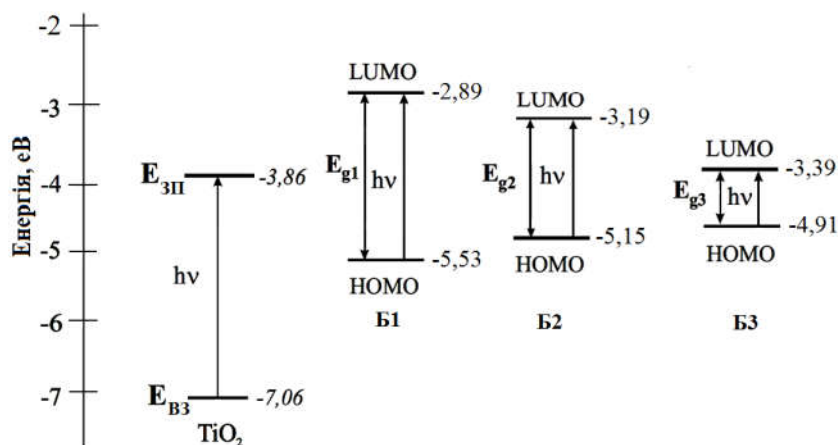 Енергія, еВ
-2
-3
-4
-5
-6
-7
E_ЗП
-3,86
hν
E_ВЗ
-7,06
TiO₂
LUMO
-2,89
E_g1
hν
-5,53
HOMO
Б1
LUMO
-3,19
E_g2
hν
-5,15
HOMO
Б2
LUMO
-3,39
E_g3
hν
-4,91
HOMO
Б3